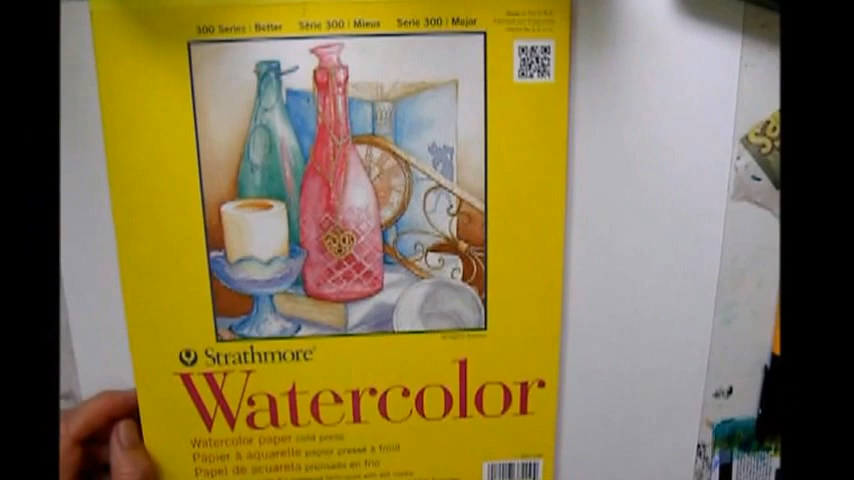 300 Series | Better Série 300 | Mieux Serie 300 | Major
Strathmore
Watercolor
Watercolor paper cold press
Papier à aquarelle papier pressé à froid
Papel de acuarela prensado en frío